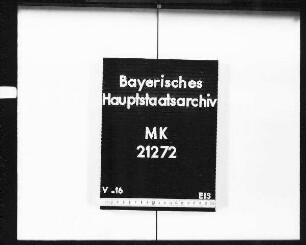 Bayerisches
Hauptstaatsarchiv
MK
21272
V -16 EIS